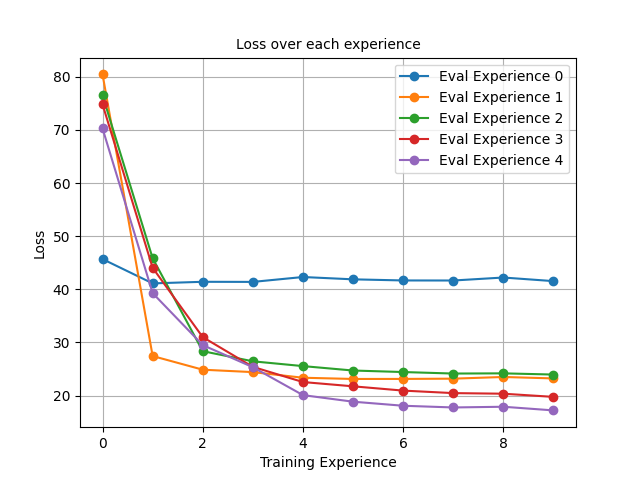 Loss over each experience
80
70
60
50
40
30
20
Loss
Eval Experience 0
Eval Experience 1
Eval Experience 2
Eval Experience 3
Eval Experience 4
0 2 4 6 8
Training Experience